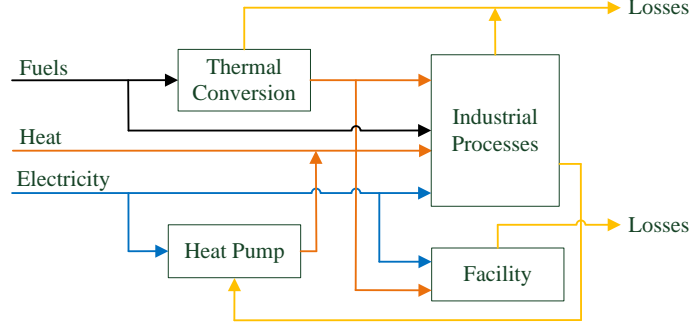 Losses
Fuels
Thermal
Conversion
Industrial
Processes
Heat
Electricity
Heat Pump
Losses
Facility